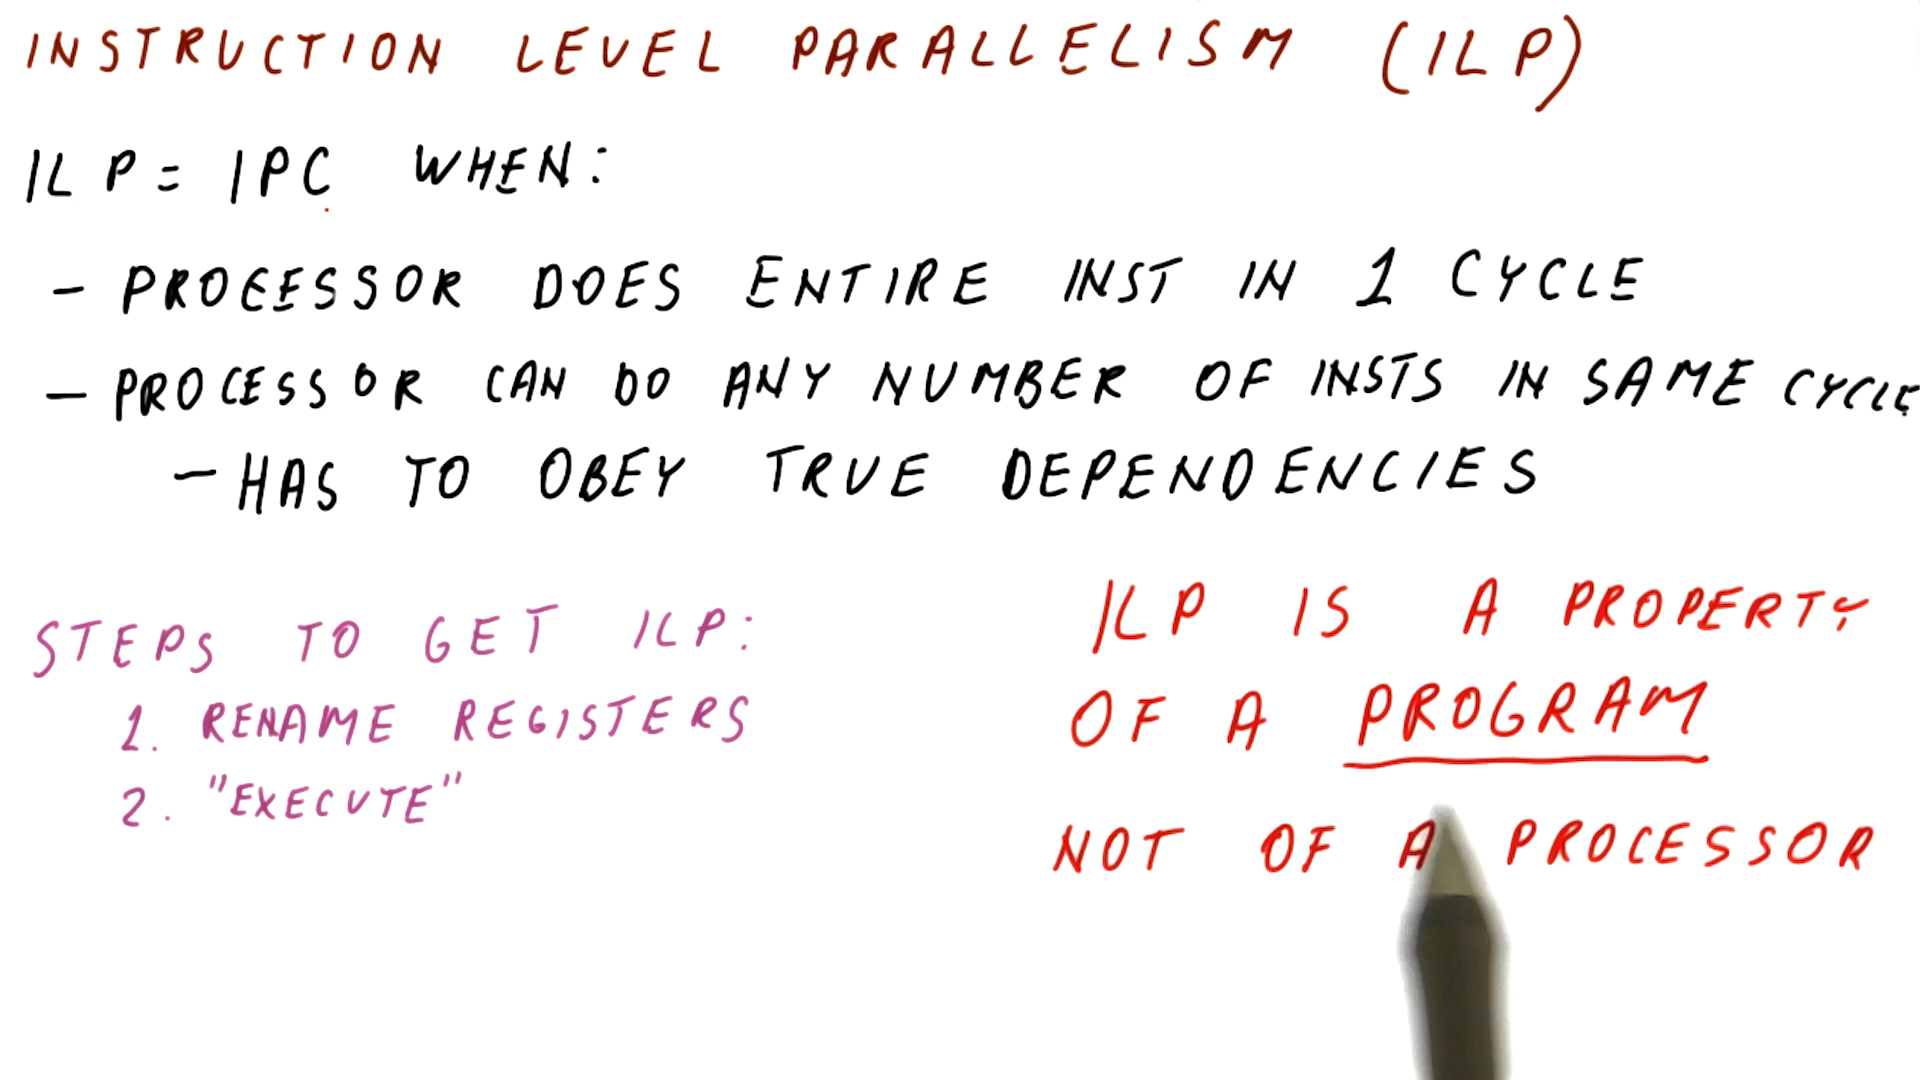 INSTRUCTION LEVEL PARALLELISM (ILP)
ILP = IPC WHEN:
- PROCESSOR DOES ENTIRE INST IN 1 CYCLE
- PROCESSOR CAN DO ANY NUMBER OF INSTS IN SAME CYCLE
- HAS TO OBEY TRUE DEPENDENCIES
STEPS TO GET ILP:
1. RENAME REGISTERS
2. "EXECUTE"
ILP IS A PROPERTY
OF A PROGRAM
NOT OF A PROCESSOR